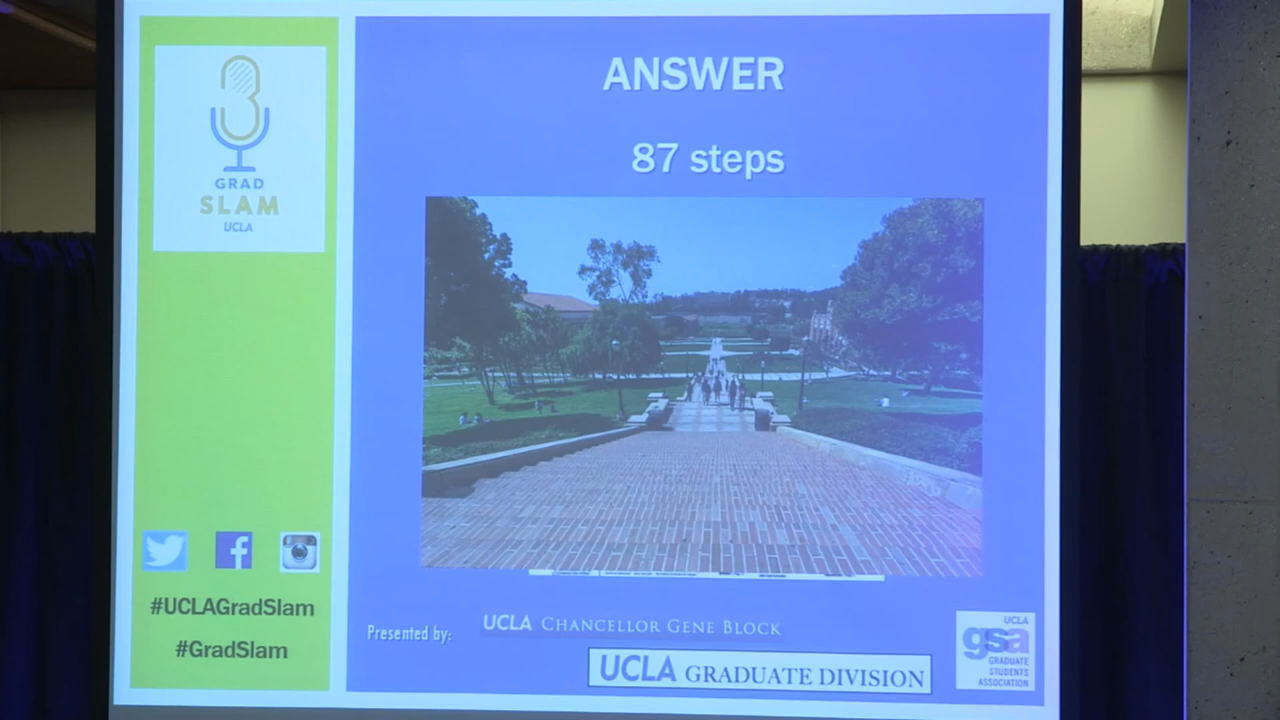 GRAD
SLAM
UCLA
#UCLAGradSlam
#GradSlam
ANSWER
87 steps
Presented by:
UCLA CHANCELLOR GENE BLOCK
UCLA GRADUATE DIVISION
UCLA
gsa
GRADUATE
STUDENTS
ASSOCIATION